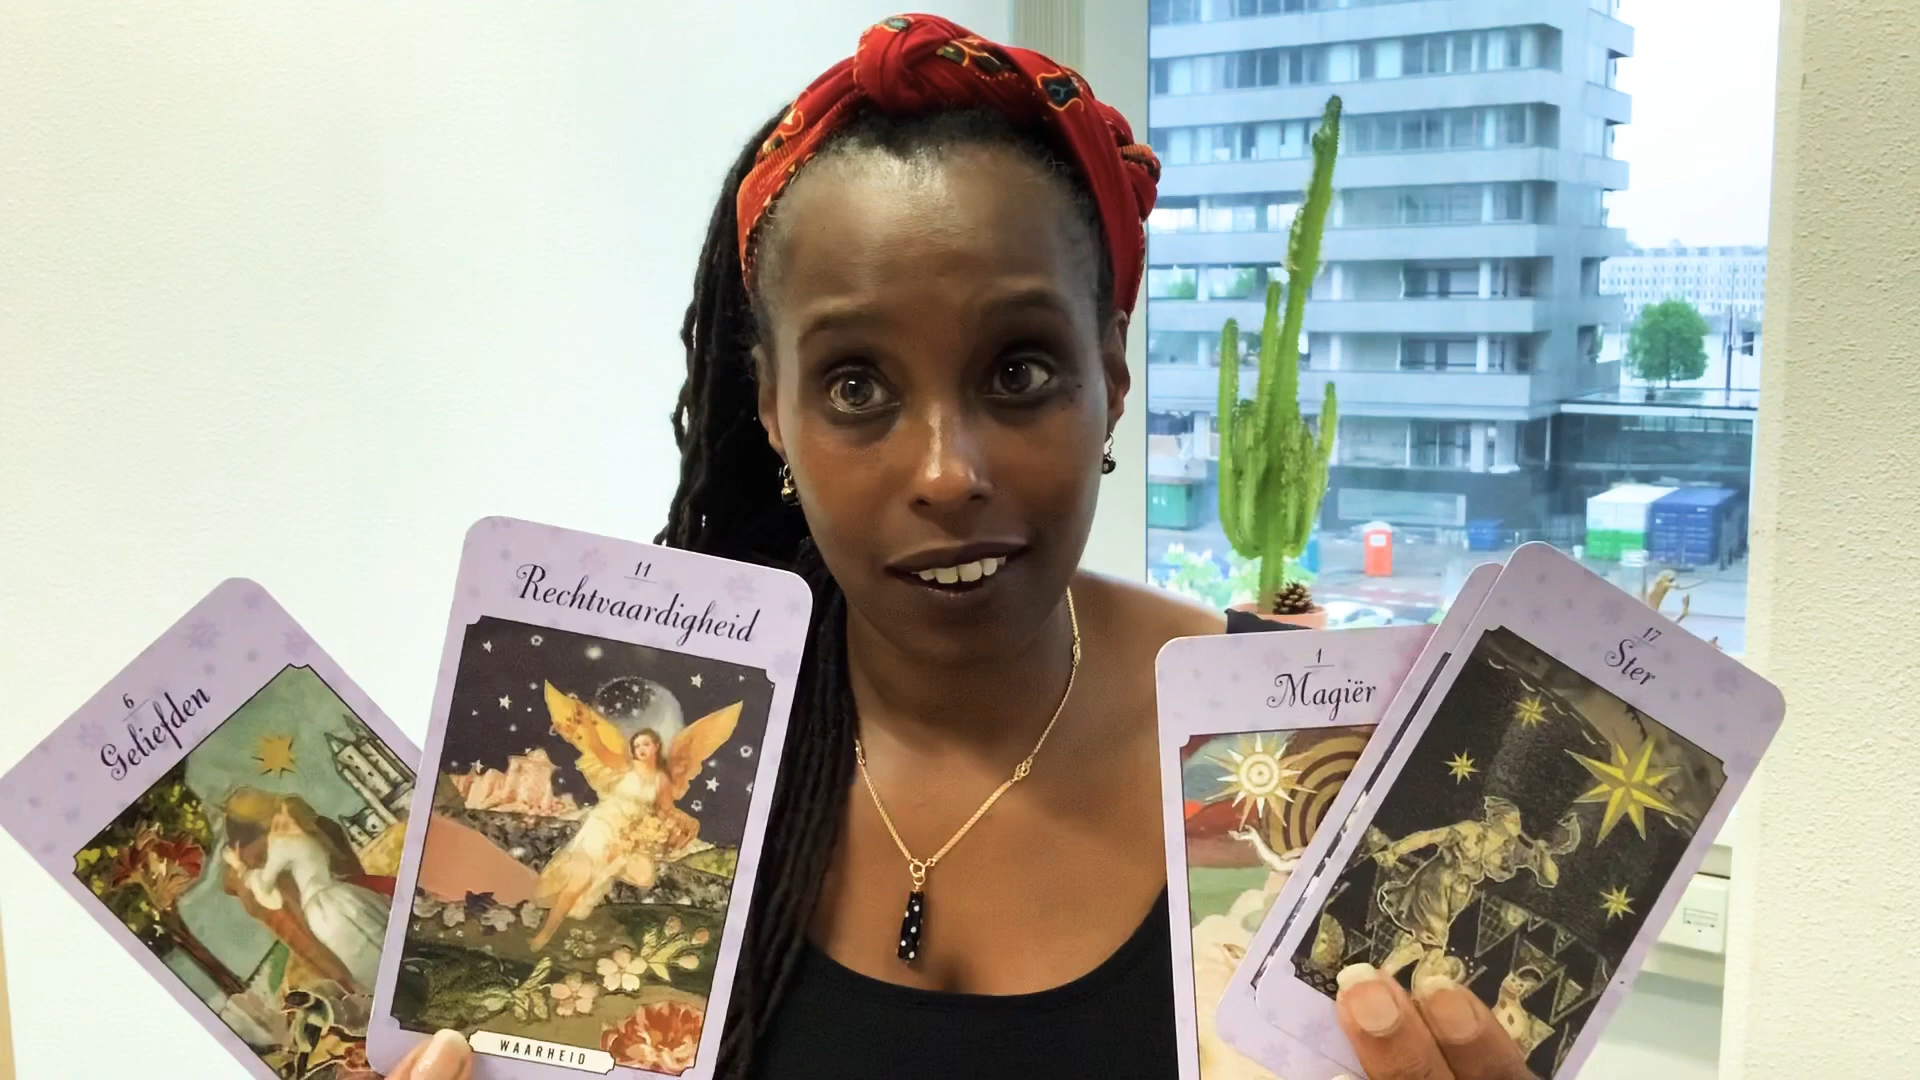 6
Geliefden
11
Rechtvaardigheid
WAARHEID
1
Magiër
17
Ster